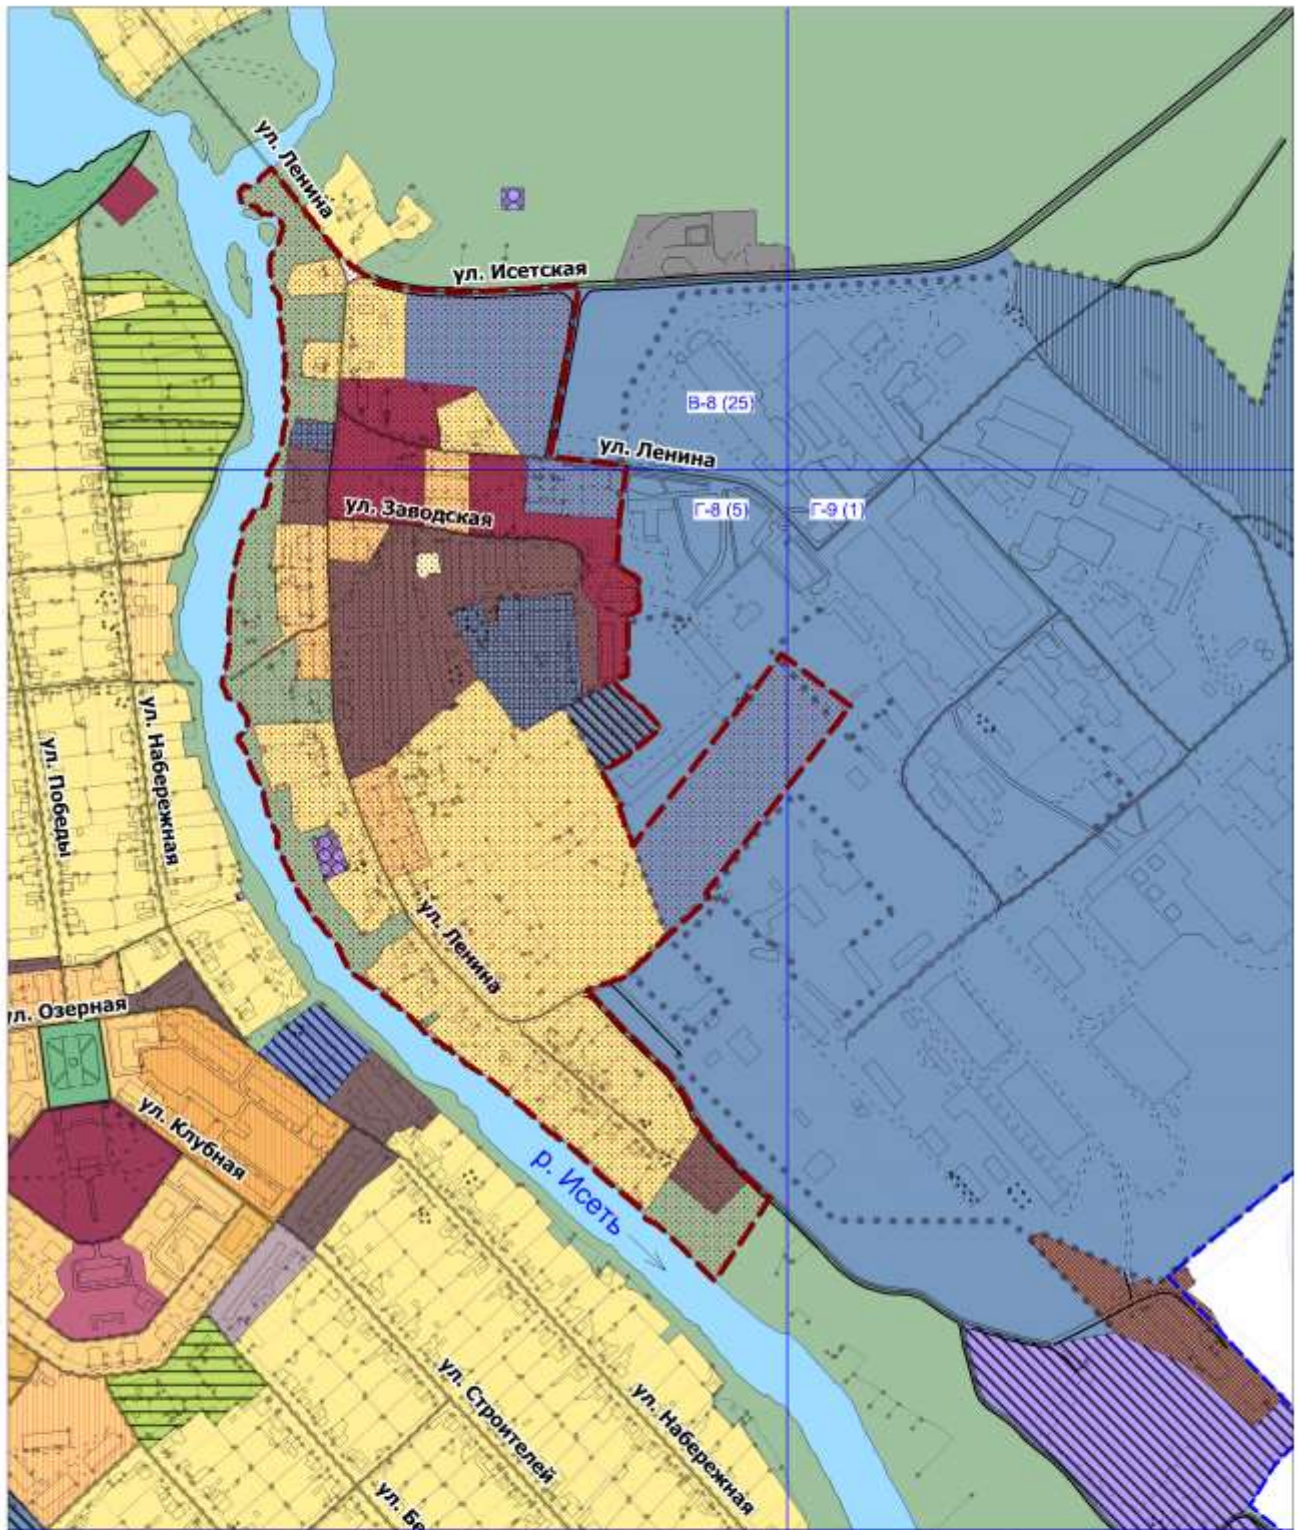 ул. Ленина
ул. Исетская
В-8 (25)
ул. Ленина
ул. Заводская
Г-8 (5)
Г-9 (1)
ул. Победы
ул. Набережная
ул. Ленина
ул. Озерная
ул. Клубная
р. Исеть
ул. Строителей
ул. Набережная